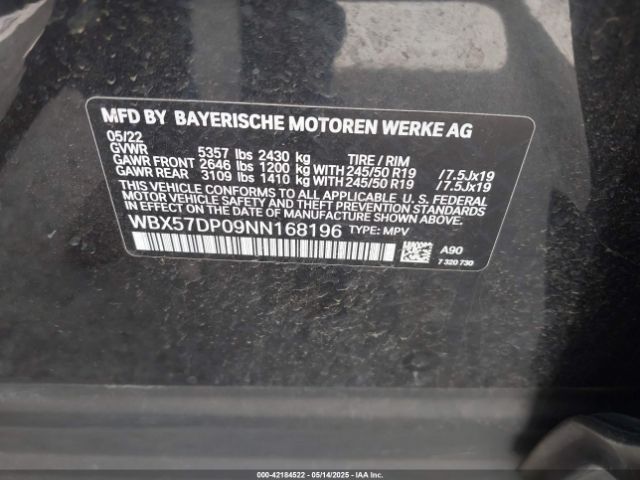 MFD BY BAYERISCHE MOTOREN WERKE AG
05/22
GVWR 5357 lbs 2430 kg TIRE / RIM
GAWR FRONT 2646 lbs 1200 kg WITH 245/50 R19 /7.5Jx19
GAWR REAR 3109 lbs 1410 kg WITH 245/50 R19 /7.5Jx19
THIS VEHICLE CONFORMS TO ALL APPLICABLE U.S. FEDERAL
MOTOR VEHICLE SAFETY, BUMPER, AND THEFT PREVENTION
STANDARDS IN EFFECT ON THE DATE OF MANUFACTURE SHOWN ABOVE.
WBX57DP09NN168196 TYPE: MPV
A90
7 320 730
000-42184522 - 05/14/2025 - IAAI Inc.